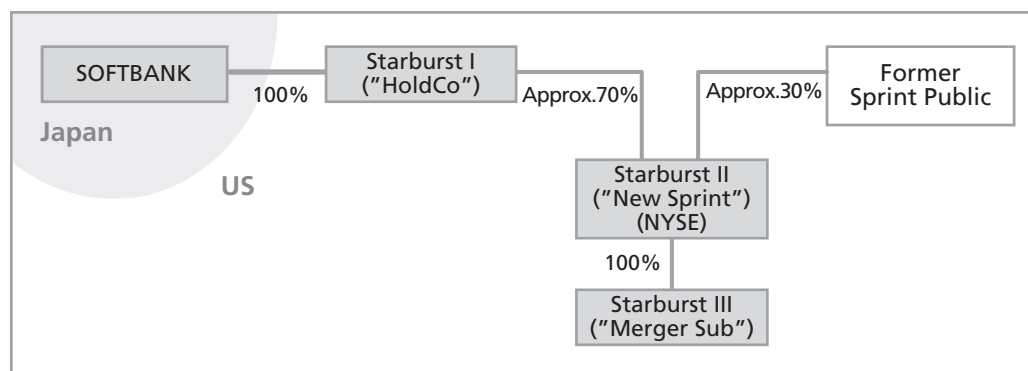 SOFTBANK
100%
Starburst I
("HoldCo")
Approx.70%
Approx.30%
Former
Sprint Public
Japan
US
Starburst II
("New Sprint")
(NYSE)
100%
Starburst III
("Merger Sub")